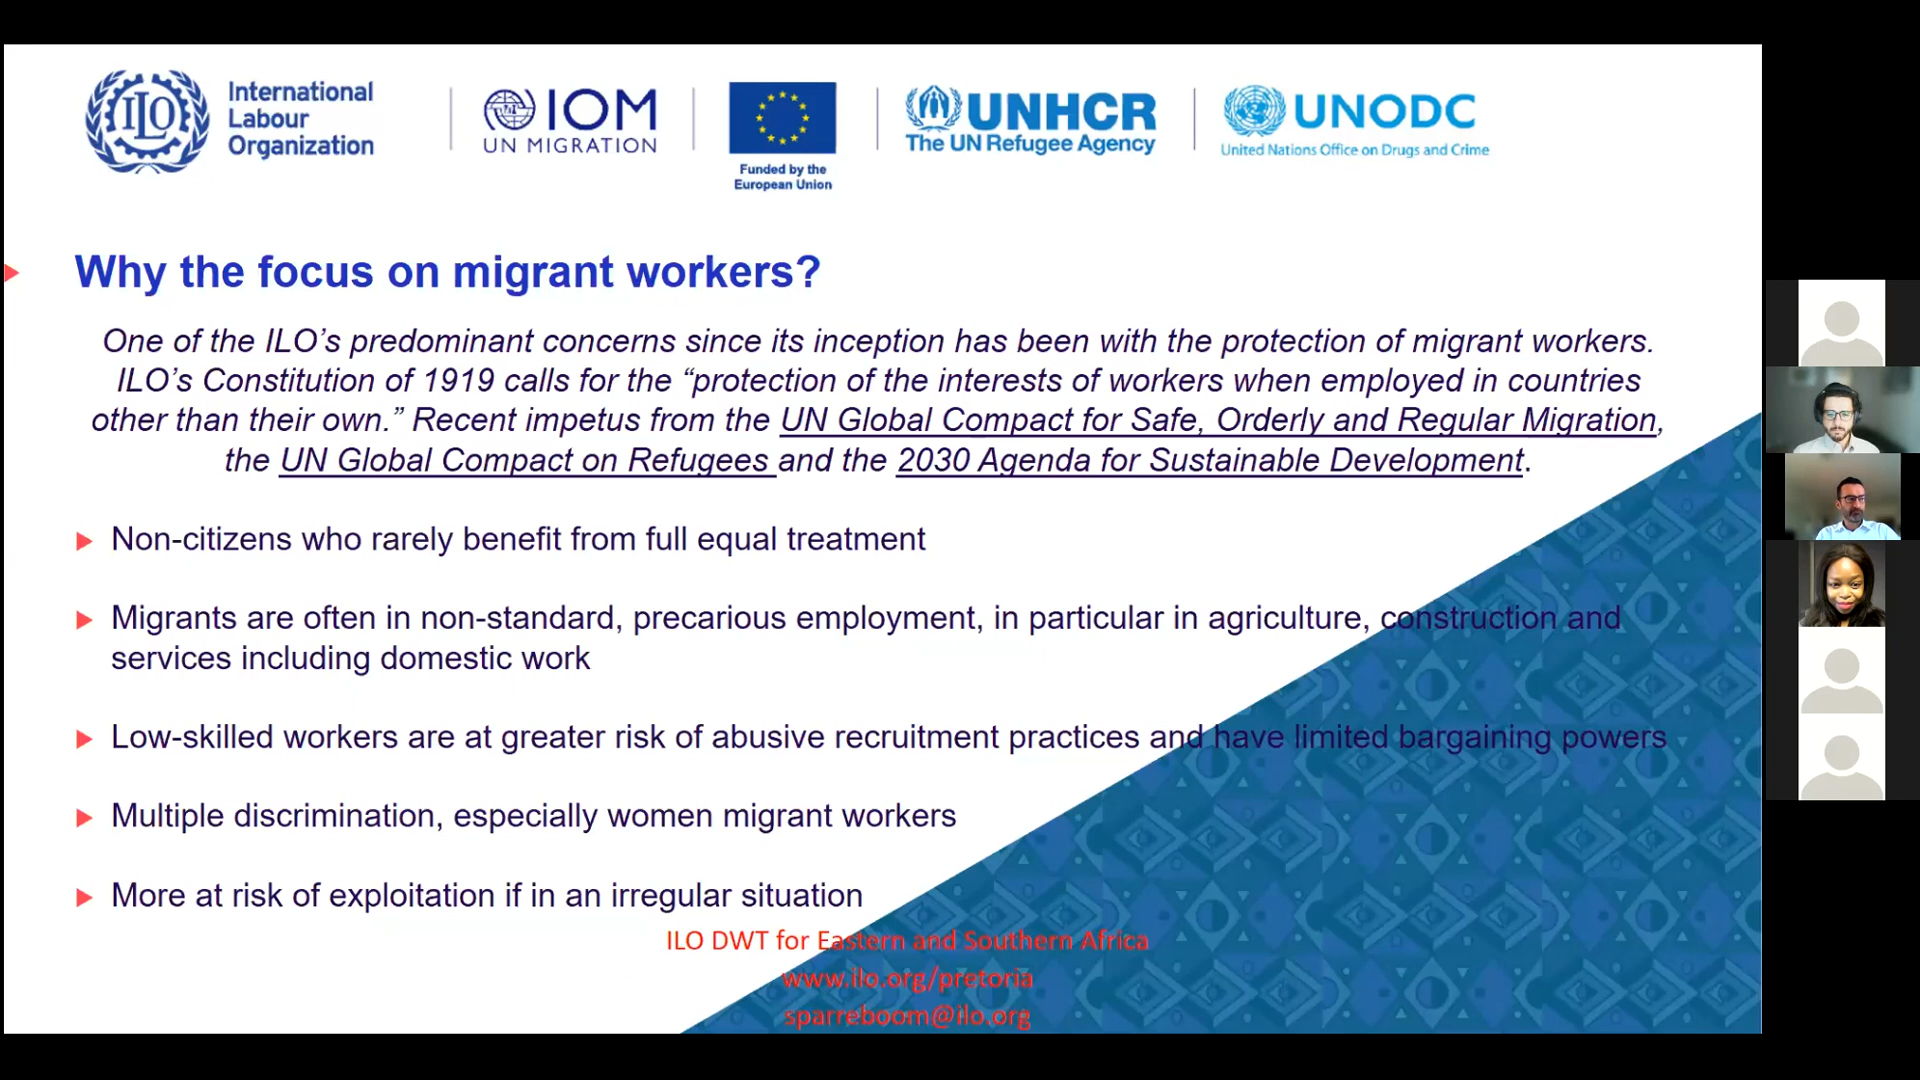 International
Labour
Organization
ILO
IOM
UN MIGRATION
Funded by the
European Union
UNHCR
The UN Refugee Agency
UNODC
United Nations Office on Drugs and Crime
Why the focus on migrant workers?
One of the ILO’s predominant concerns since its inception has been with the protection of migrant workers.
ILO’s Constitution of 1919 calls for the “protection of the interests of workers when employed in countries
other than their own.” Recent impetus from the UN Global Compact for Safe, Orderly and Regular Migration,
the UN Global Compact on Refugees and the 2030 Agenda for Sustainable Development.
Non-citizens who rarely benefit from full equal treatment
Migrants are often in non-standard, precarious employment, in particular in agriculture, construction and
services including domestic work
Low-skilled workers are at greater risk of abusive recruitment practices and have limited bargaining powers
Multiple discrimination, especially women migrant workers
More at risk of exploitation if in an irregular situation
ILO DWT for Eastern and Southern Africa
www.ilo.org/pretoria
sparreboom@ilo.org